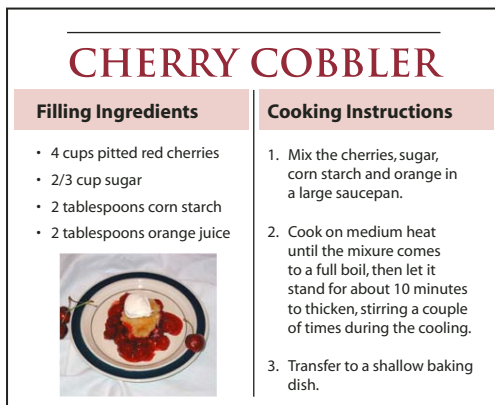 CHERRY COBBLER
Filling Ingredients
• 4 cups pitted red cherries
• 2/3 cup sugar
• 2 tablespoons corn starch
• 2 tablespoons orange juice
Cooking Instructions
1. Mix the cherries, sugar,
corn starch and orange in
a large saucepan.
2. Cook on medium heat
until the mixure comes
to a full boil, then let it
stand for about 10 minutes
to thicken, stirring a couple
of times during the cooling.
3. Transfer to a shallow baking
dish.